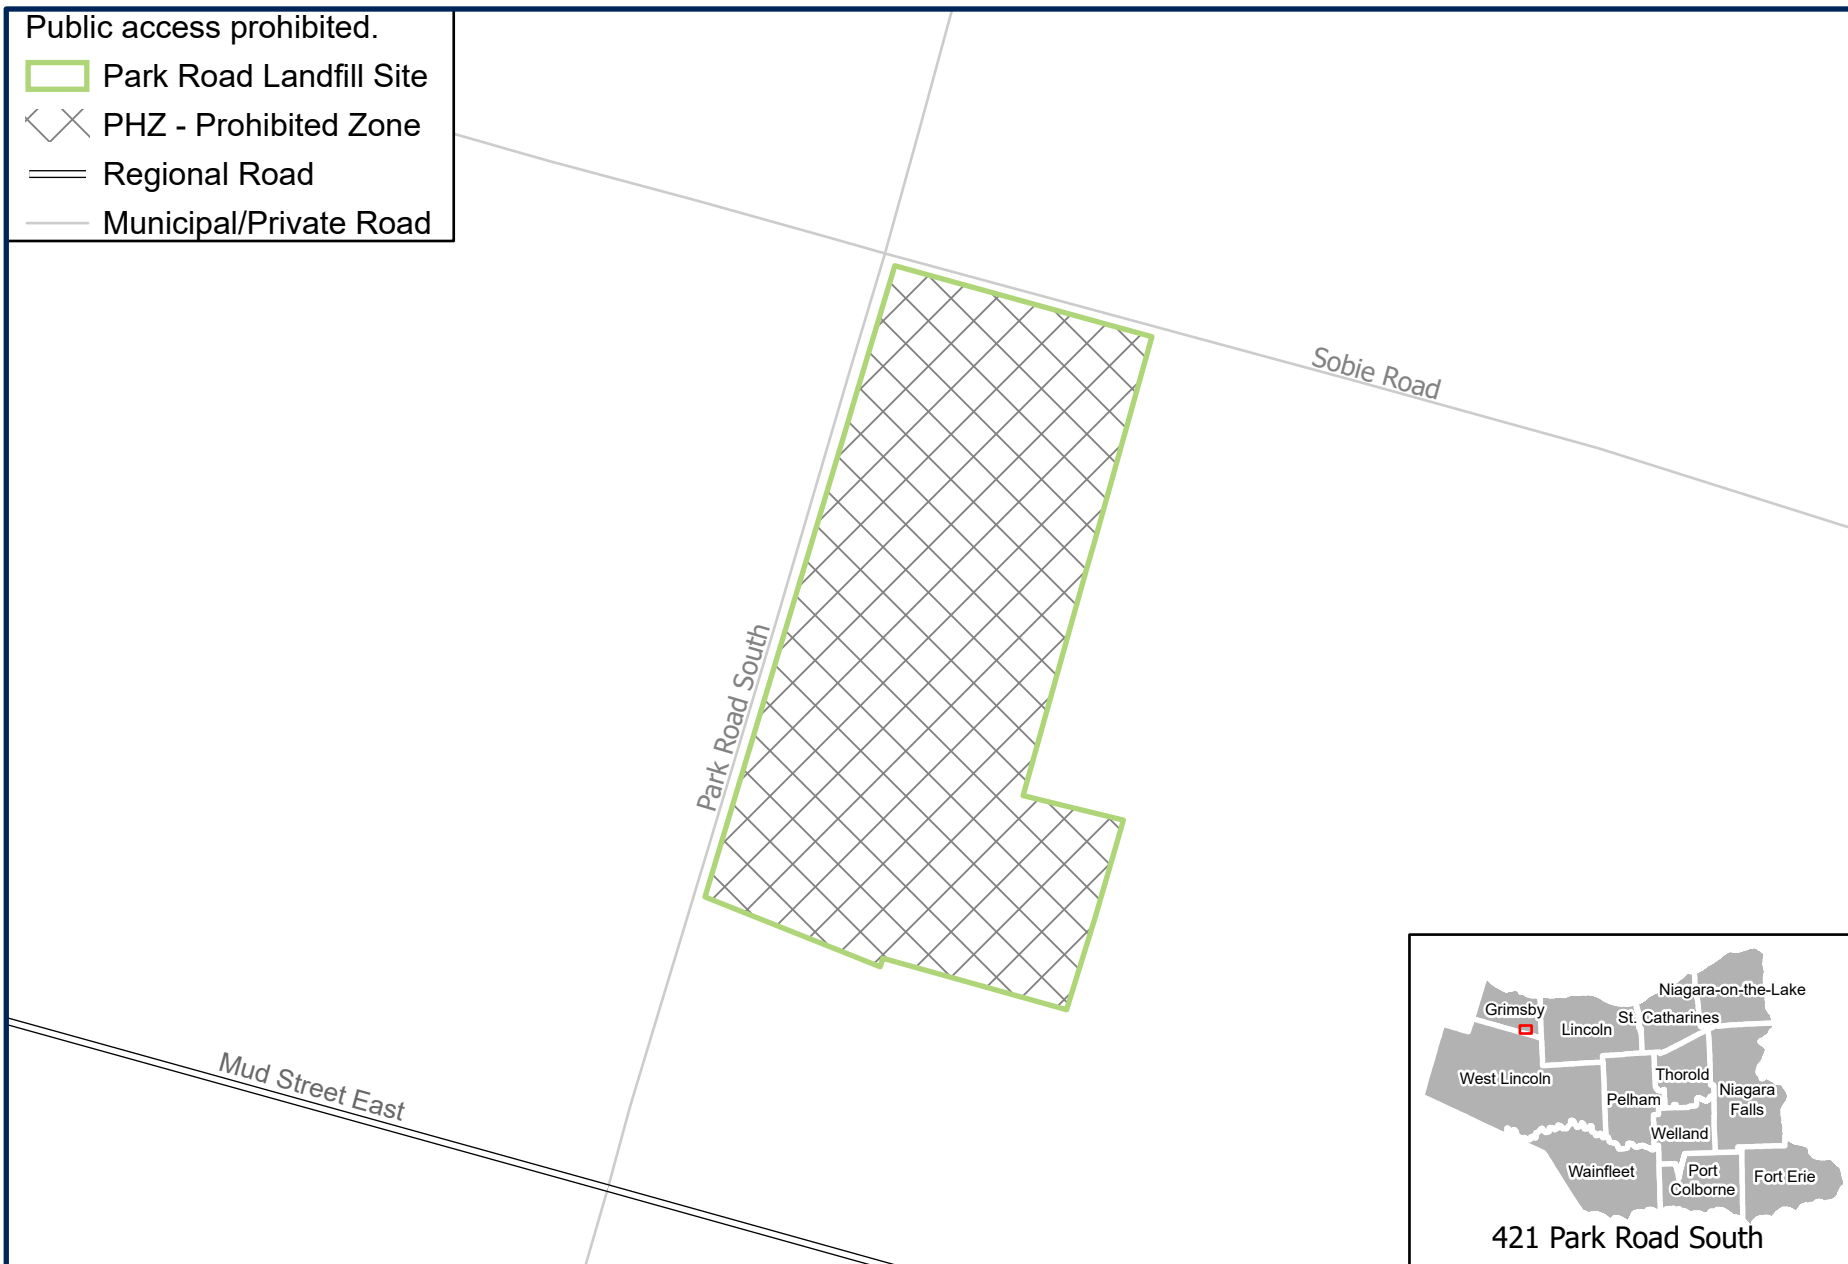 Public access prohibited.
Park Road Landfill Site
PHZ - Prohibited Zone
Regional Road
Municipal/Private Road
Sobie Road
Park Road South
Mud Street East
Grimsby
Niagara-on-the-Lake
St. Catharines
Lincoln
West Lincoln
Thorold
Pelham
Niagara
Falls
Welland
Wainfleet
Port
Colborne
Fort Erie
421 Park Road South